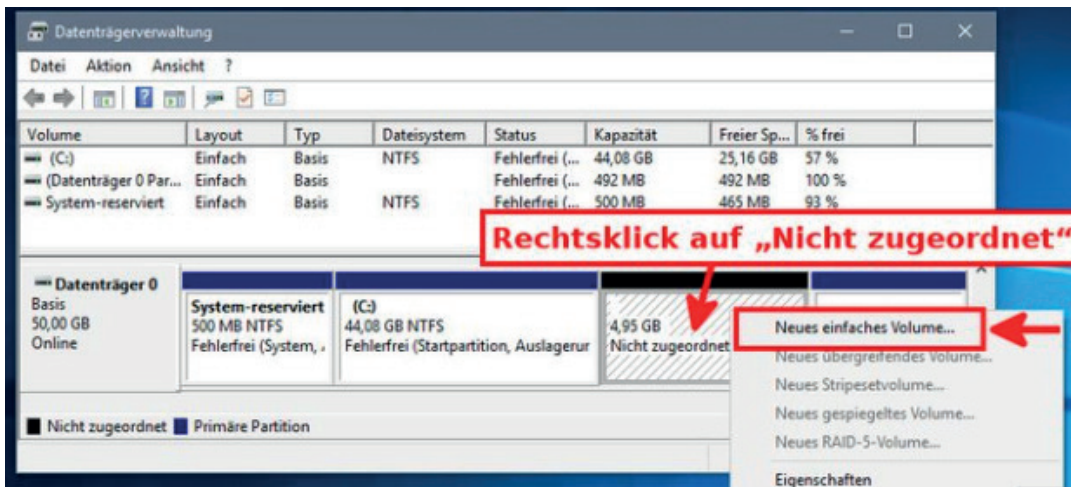 Datenträgerverwaltung
Datei Aktion Ansicht ?
Volume Layout Typ Dateisystem Status Kapazität Freier Sp... % frei
(C:) Einfach Basis NTFS Fehlerfrei (... 44,08 GB 25,16 GB 57 %
(Datenträger 0 Par... Einfach Basis Fehlerfrei (... 492 MB 492 MB 100 %
System-reserviert Einfach Basis NTFS Fehlerfrei (... 500 MB 465 MB 93 %
Rechtsklick auf „Nicht zugeordnet“
Datenträger 0
Basis
50,00 GB
Online
System-reserviert
500 MB NTFS
Fehlerfrei (System, .
(C:)
44,08 GB NTFS
Fehlerfrei (Startpartition, Auslagerur
4,95 GB
Nicht zugeordnet
Neues einfaches Volume...
Neues übergreifendes Volume...
Neues Stripesetvolume...
Neues gespiegeltes Volume...
Neues RAID-5-Volume...
Eigenschaften
Nicht zugeordnet Primäre Partition